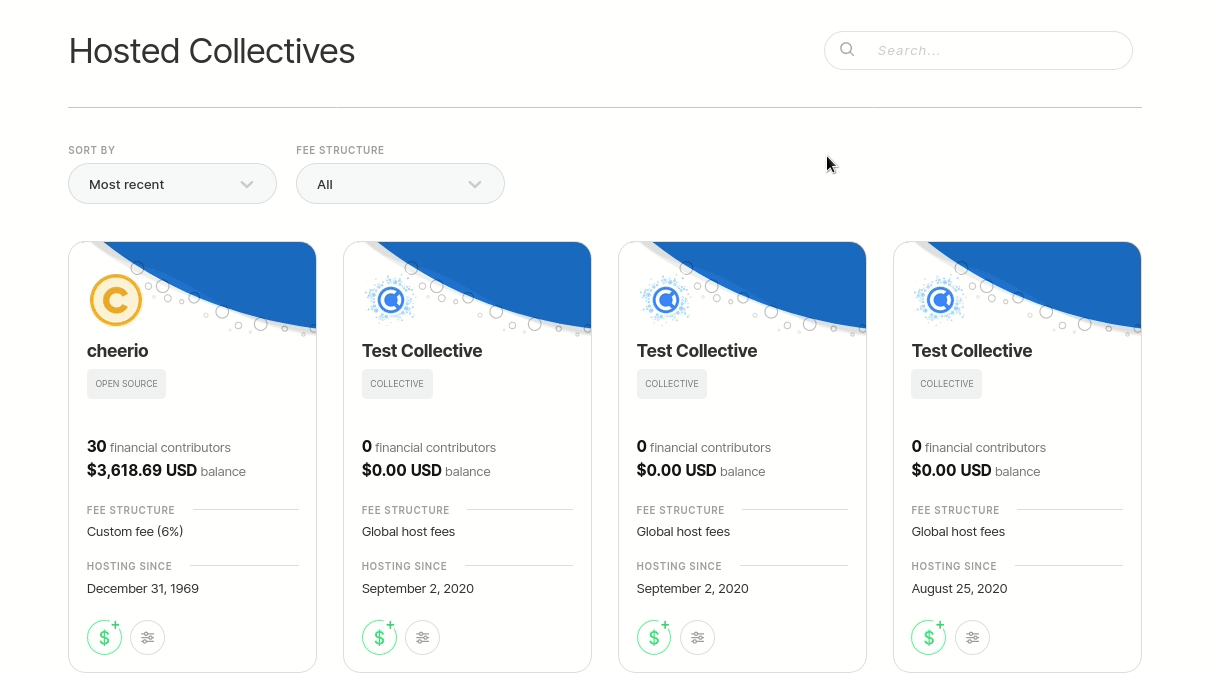 Hosted Collectives
Search...
SORT BY
FEE STRUCTURE
Most recent
All
C
cheerio
OPEN SOURCE
30 financial contributors
$3,618.69 USD balance
FEE STRUCTURE
Custom fee (6%)
HOSTING SINCE
December 31, 1969
$+
Test Collective
COLLECTIVE
0 financial contributors
$0.00 USD balance
FEE STRUCTURE
Global host fees
HOSTING SINCE
September 2, 2020
$+
Test Collective
COLLECTIVE
0 financial contributors
$0.00 USD balance
FEE STRUCTURE
Global host fees
HOSTING SINCE
September 2, 2020
$+
Test Collective
COLLECTIVE
0 financial contributors
$0.00 USD balance
FEE STRUCTURE
Global host fees
HOSTING SINCE
August 25, 2020
$+